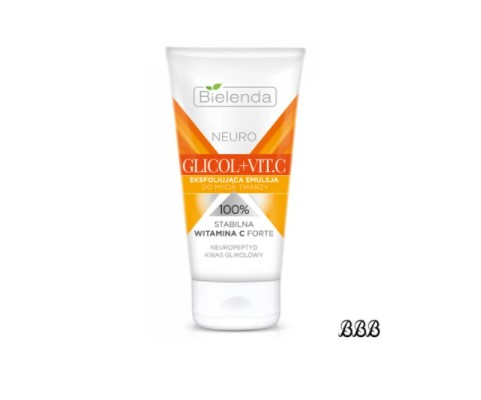 Bielenda
NEURO
GLICOL+VIT.C
EKSFOLIUJĄCA EMULSJA
DO MYCIA TWARZY
100%
STABILNA
WITAMINA C FORTE
NEUROPEPTYD
KWAS GLIKOLOWY
BBB